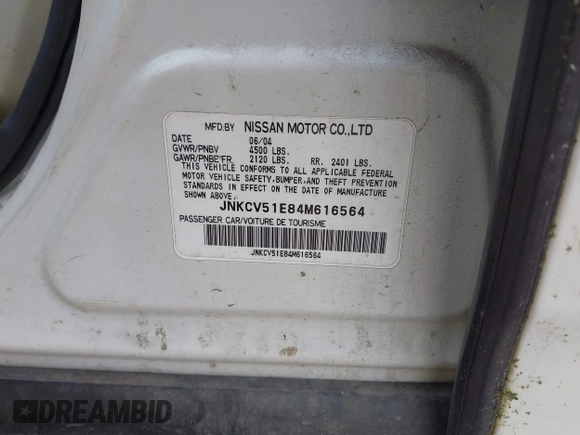 MFD.BY NISSAN MOTOR CO.,LTD
DATE 06/04
GVWR/PNBV 4500 LBS.
GAWR/PNBE FR. 2120 LBS. RR. 2401 LBS.
THIS VEHICLE CONFORMS TO ALL APPLICABLE FEDERAL
MOTOR VEHICLE SAFETY,BUMPER,AND THEFT PREVENTION
STANDARDS IN EFFECT ON THE DATE OF MANUFACTURE
SHOWN ABOVE.
JNKCV51E84M616564
PASSENGER CAR/VOITURE DE TOURISME
JNKCV51E84M616564
DREAMBID